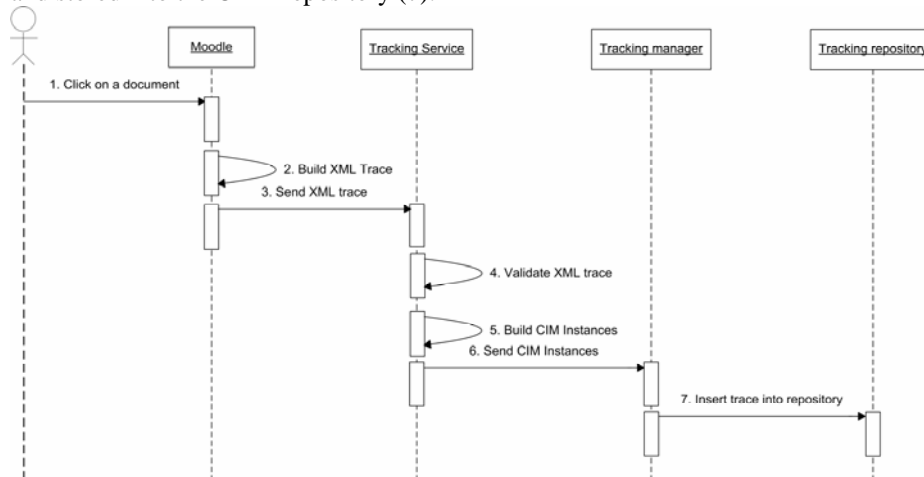 Moodle
Tracking Service
Tracking manager
Tracking repository
1. Click on a document
2. Build XML Trace
3. Send XML trace
4. Validate XML trace
5. Build CIM Instances
6. Send CIM Instances
7. Insert trace into repository